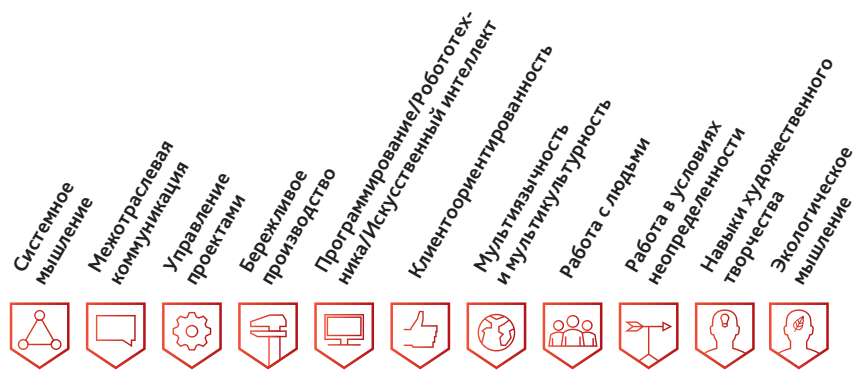 Системное
мышление
Межотраслевая
коммуникация
Управление
проектами
Бережливое
производство
Программирование/Робототех-
ника/Искусственный интеллект
Клиентоориентированность
Мультиязычность
и мультикультурность
Работа с людьми
Работа в условиях
неопределенности
Навыки художественного
творчества
Экологическое
мышление